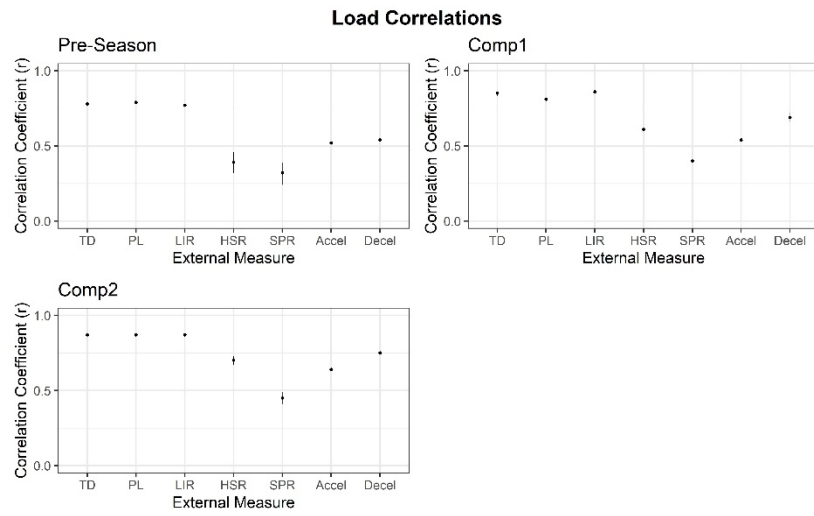 Load Correlations
Pre-Season
Correlation Coefficient (r)
1.0
0.5
0.0
TD PL LIR HSR SPR Accel Decel
External Measure
Comp1
Correlation Coefficient (r)
1.0
0.5
0.0
TD PL LIR HSR SPR Accel Decel
External Measure
Comp2
Correlation Coefficient (r)
1.0
0.5
0.0
TD PL LIR HSR SPR Accel Decel
External Measure